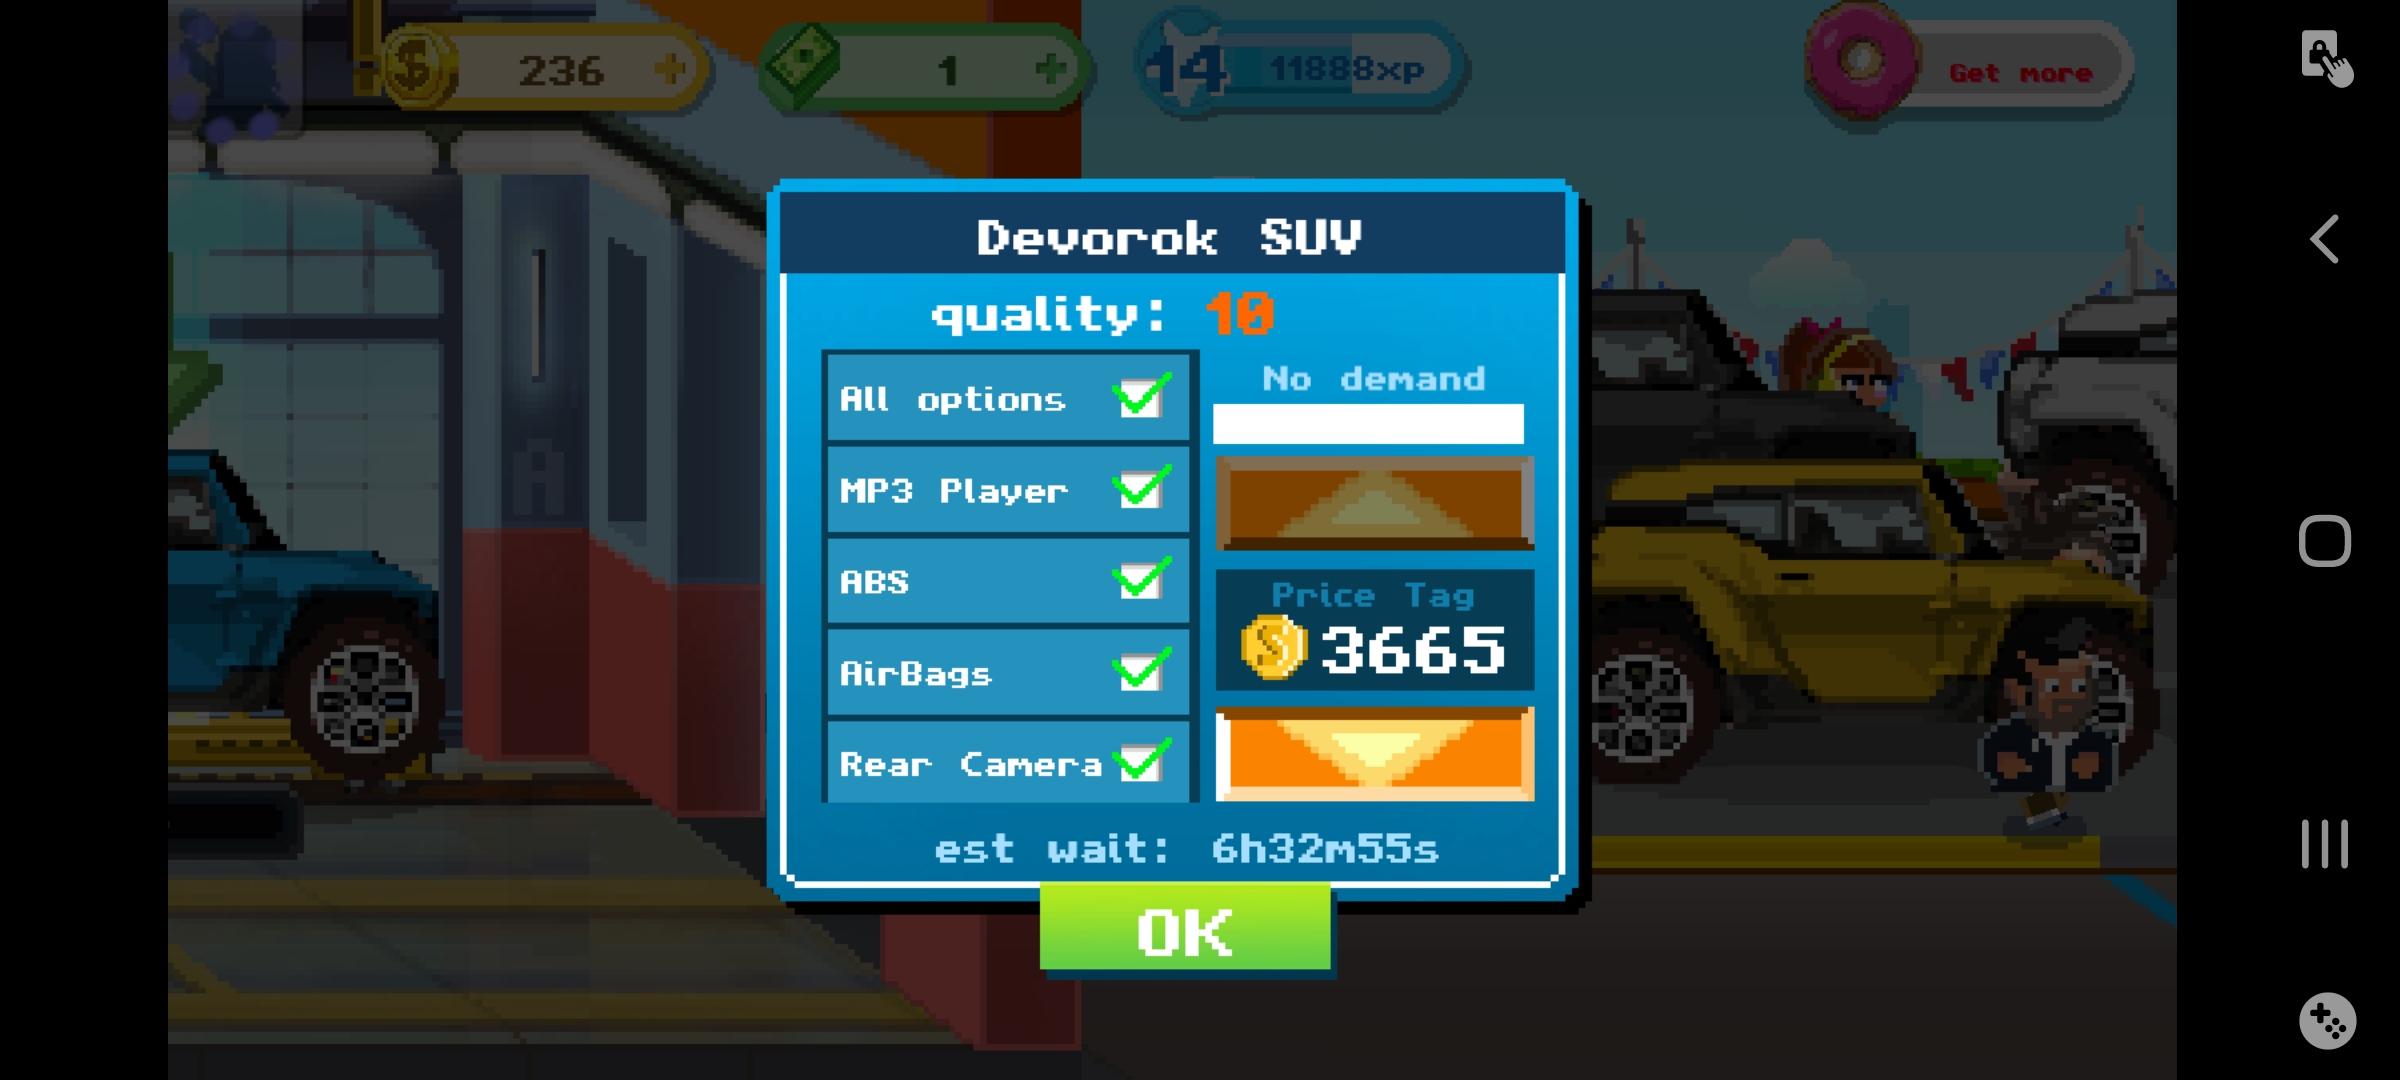 236
1
14
11888xp
Get more
Devorok SUV
quality: 10
All options
MP3 Player
ABS
AirBags
Rear Camera
No demand
Price Tag
3665
est wait: 6h32m55s
OK
A